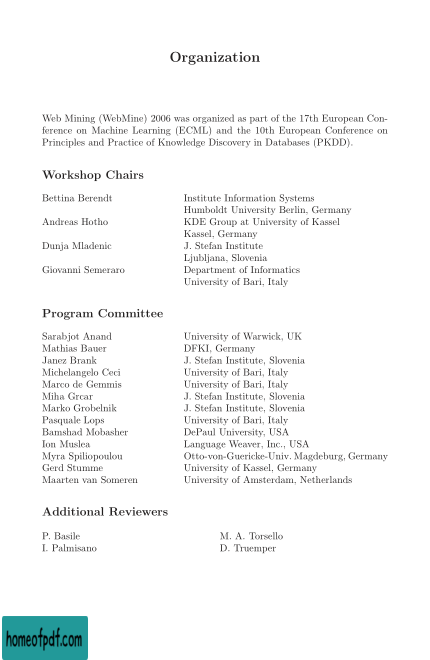 Organization
Web Mining (WebMine) 2006 was organized as part of the 17th European Con-
ference on Machine Learning (ECML) and the 10th European Conference on
Principles and Practice of Knowledge Discovery in Databases (PKDD).
Workshop Chairs
Bettina Berendt Institute Information Systems
Humboldt University Berlin, Germany
Andreas Hotho KDE Group at University of Kassel
Kassel, Germany
Dunja Mladenic J. Stefan Institute
Ljubljana, Slovenia
Giovanni Semeraro Department of Informatics
University of Bari, Italy
Program Committee
Sarabjot Anand University of Warwick, UK
Mathias Bauer DFKI, Germany
Janez Brank J. Stefan Institute, Slovenia
Michelangelo Ceci University of Bari, Italy
Marco de Gemmis University of Bari, Italy
Miha Grcar J. Stefan Institute, Slovenia
Marko Grobelnik J. Stefan Institute, Slovenia
Pasquale Lops University of Bari, Italy
Bamshad Mobasher DePaul University, USA
Ion Muslea Language Weaver, Inc., USA
Myra Spiliopoulou Otto-von-Guericke-Univ. Magdeburg, Germany
Gerd Stumme University of Kassel, Germany
Maarten van Someren University of Amsterdam, Netherlands
Additional Reviewers
P. Basile M. A. Torsello
I. Palmisano D. Truemper
homeofpdf.com